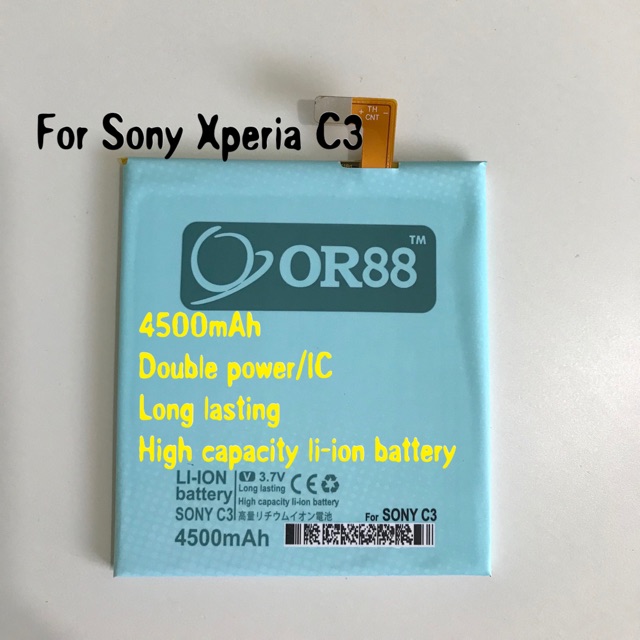 TH
CNT
For Sony Xperia C3
OR88™
4500mAh
Double power/IC
Long lasting
High capacity li-ion battery
LI-ION
battery
SONY C3
4500mAh
V 3.7V
Long lasting
CE
High capacity li-ion battery
高量リチウムイオン電池
For SONY C3